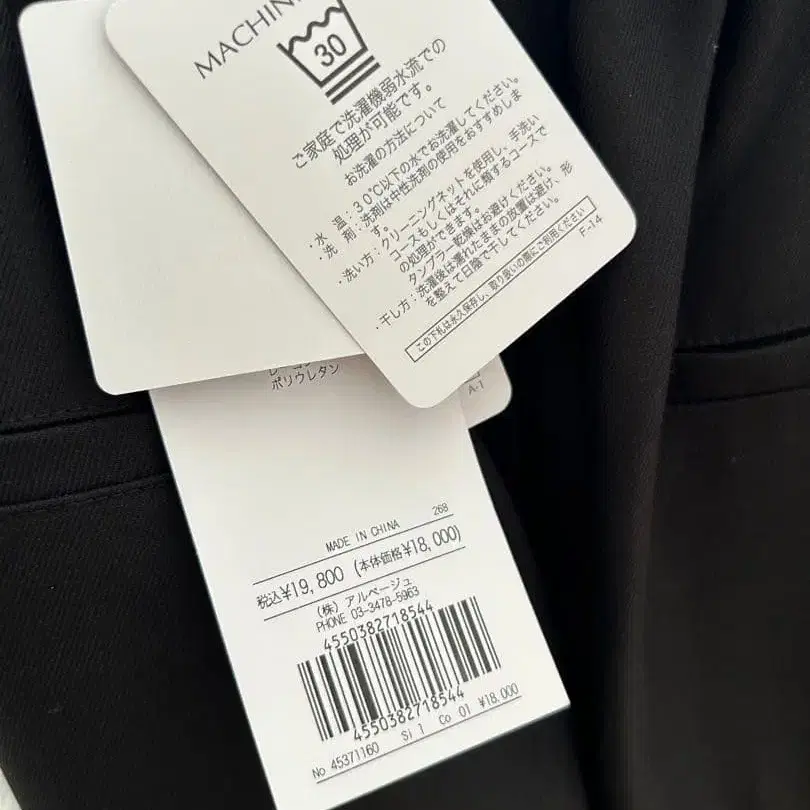 MACHIN
30
ご家庭で洗濯機弱水流での
処理が可能です。
お洗濯の方法について
・水 温：30℃以下の水でお洗濯してください。
・洗 剤：洗剤は中性洗剤の使用をおすすめしま
す。
・洗い方：クリーニングネットを使用し、手洗い
コースもしくはそれに類するコースで
の処理ができます。
タンブラー乾燥はお避けください。
・干し方：洗濯後は濡れたままの放置は避け、形
を整えて日陰で干してください。
この下札は永久保存し、取り扱いの際にご利用ください
F-14
A-1
ポリウレタン
268
MADE IN CHINA
税込¥19,800 (本体価格¥18,000)
(株) アルページュ
PHONE 03-3478-5963
4550382718544
4550382718544
No 45371160 Si 1 Co 01 ¥18,000